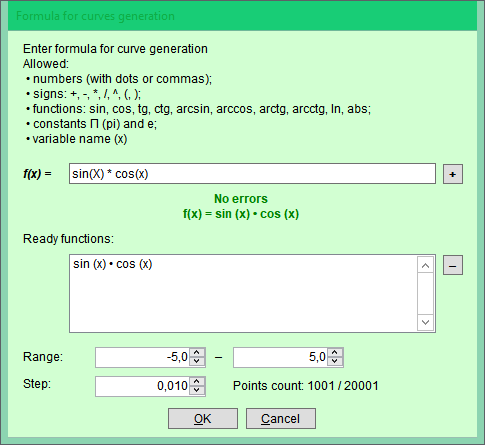 Formula for curves generation
Enter formula for curve generation
Allowed:
• numbers (with dots or commas);
• signs: +, -, *, /, ^, (, );
• functions: sin, cos, tg, ctg, arcsin, arccos, arctg, arcctg, ln, abs;
• constants П (pi) and e;
• variable name (x)
f(x) = sin(X) * cos(x) +
No errors
f(x) = sin (x) • cos (x)
Ready functions:
sin (x) • cos (x) –
Range: -5,0 – 5,0
Step: 0,010 Points count: 1001 / 20001
OK Cancel